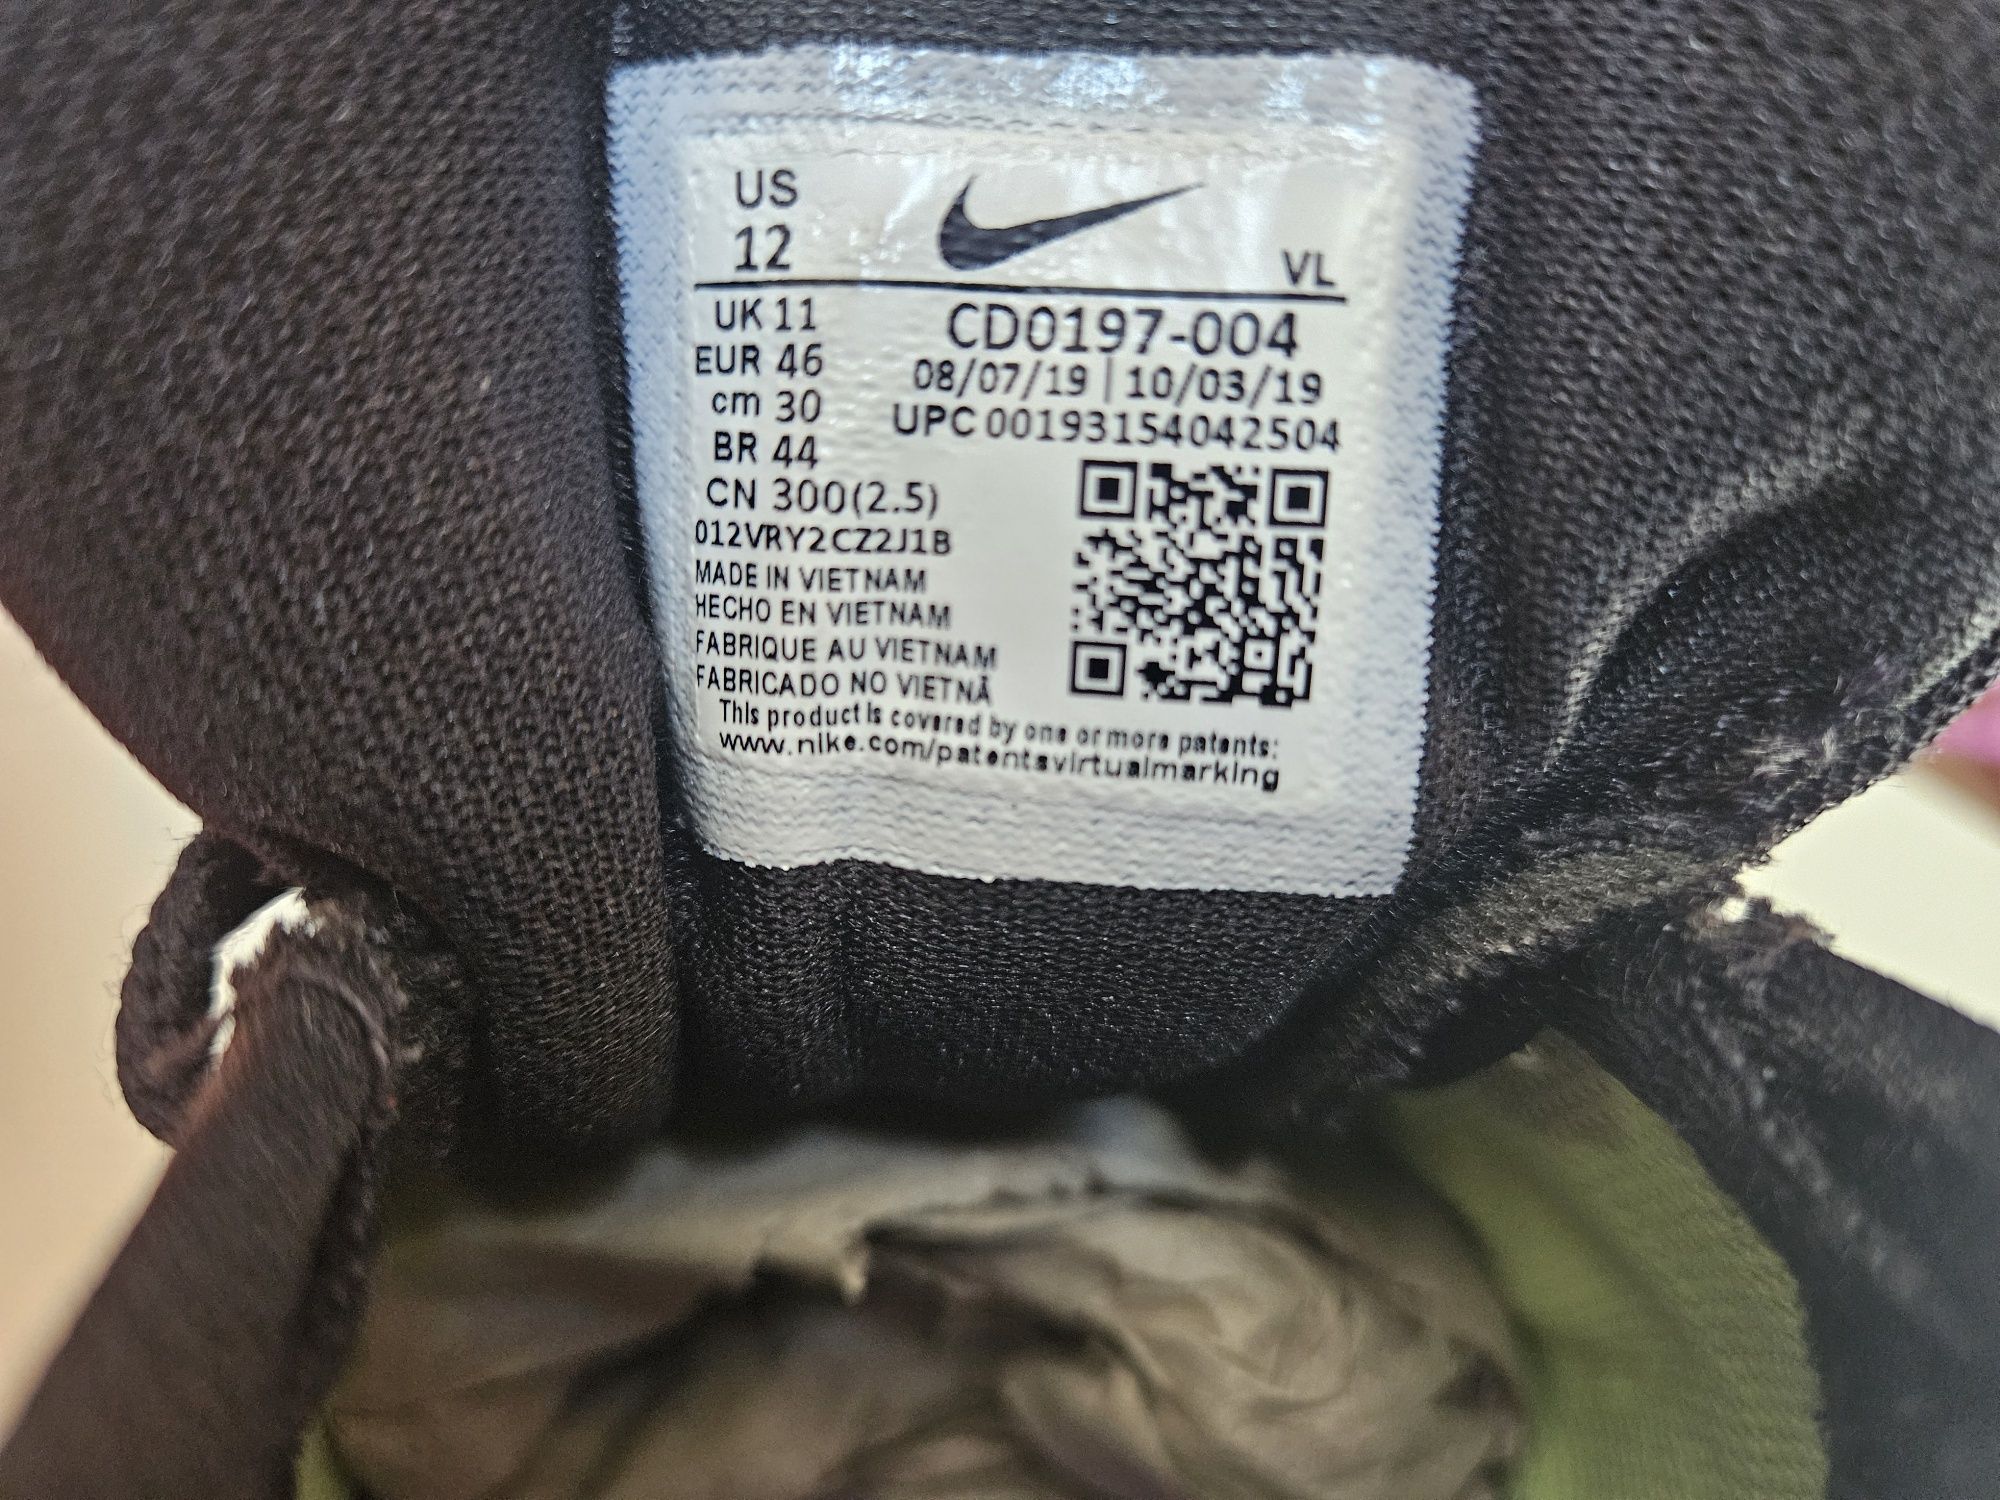 US
12
VL
UK 11
EUR 46
cm 30
BR 44
CN 300(2.5)
CD0197-004
08/07/19 | 10/03/19
UPC 00193154042504
012VRY2CZ2J1B
MADE IN VIETNAM
HECHO EN VIETNAM
FABRIQUE AU VIETNAM
FABRICADO NO VIETNÃ
This product is covered by one or more patents:
www.nike.com/patentsvirtualmarking